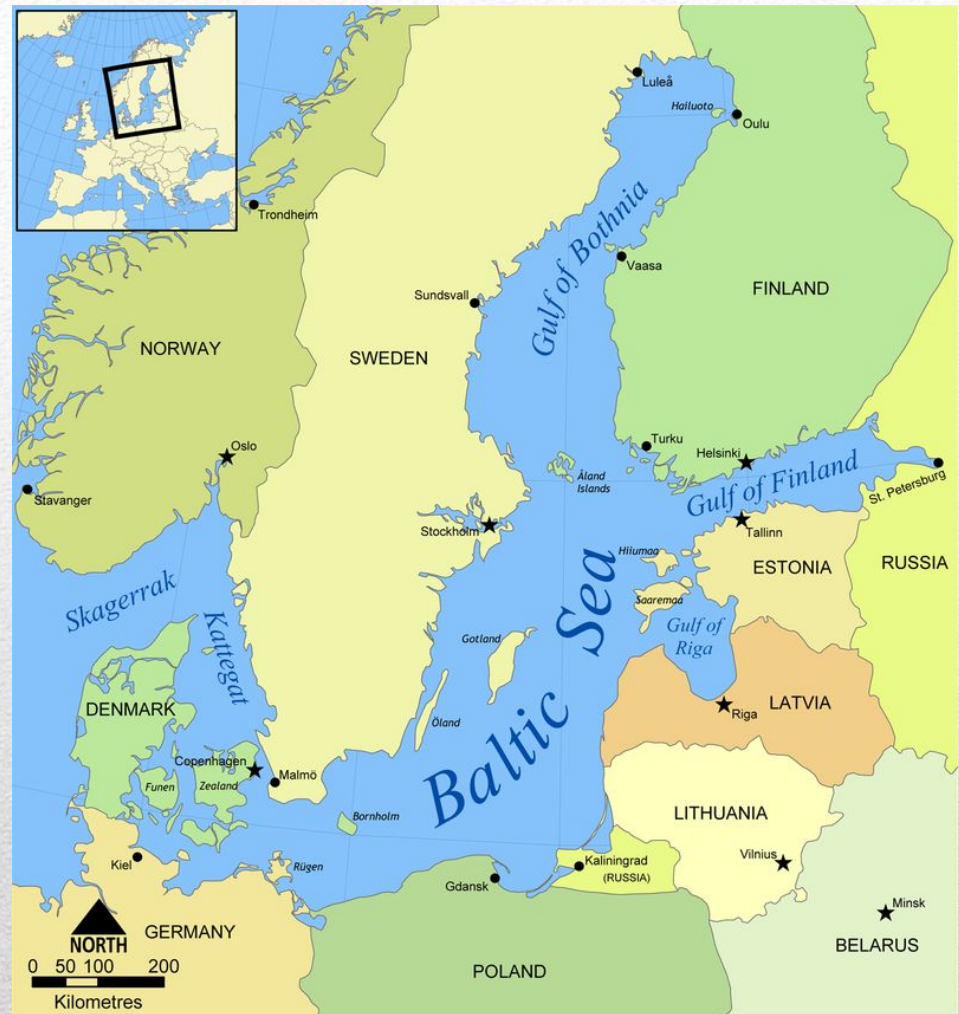 Luleå
Hailuoto
Oulu
Trondheim
Gulf of Bothnia
Vaasa
FINLAND
Sundsvall
NORWAY
SWEDEN
Oslo
Turku
Helsinki
Åland
Islands
Gulf of Finland
St. Petersburg
Stavanger
Stockholm
Tallinn
Hiiumaa
ESTONIA
RUSSIA
Skagerrak
Kattegat
Saaremaa
Gulf of
Riga
Gotland
Baltic Sea
DENMARK
Öland
Riga
LATVIA
Copenhagen
Malmö
Funen
Zealand
Bornholm
LITHUANIA
Kiel
Rügen
Kaliningrad
(RUSSIA)
Vilnius
Gdansk
Minsk
NORTH
GERMANY
BELARUS
POLAND
0 50 100 200
Kilometres